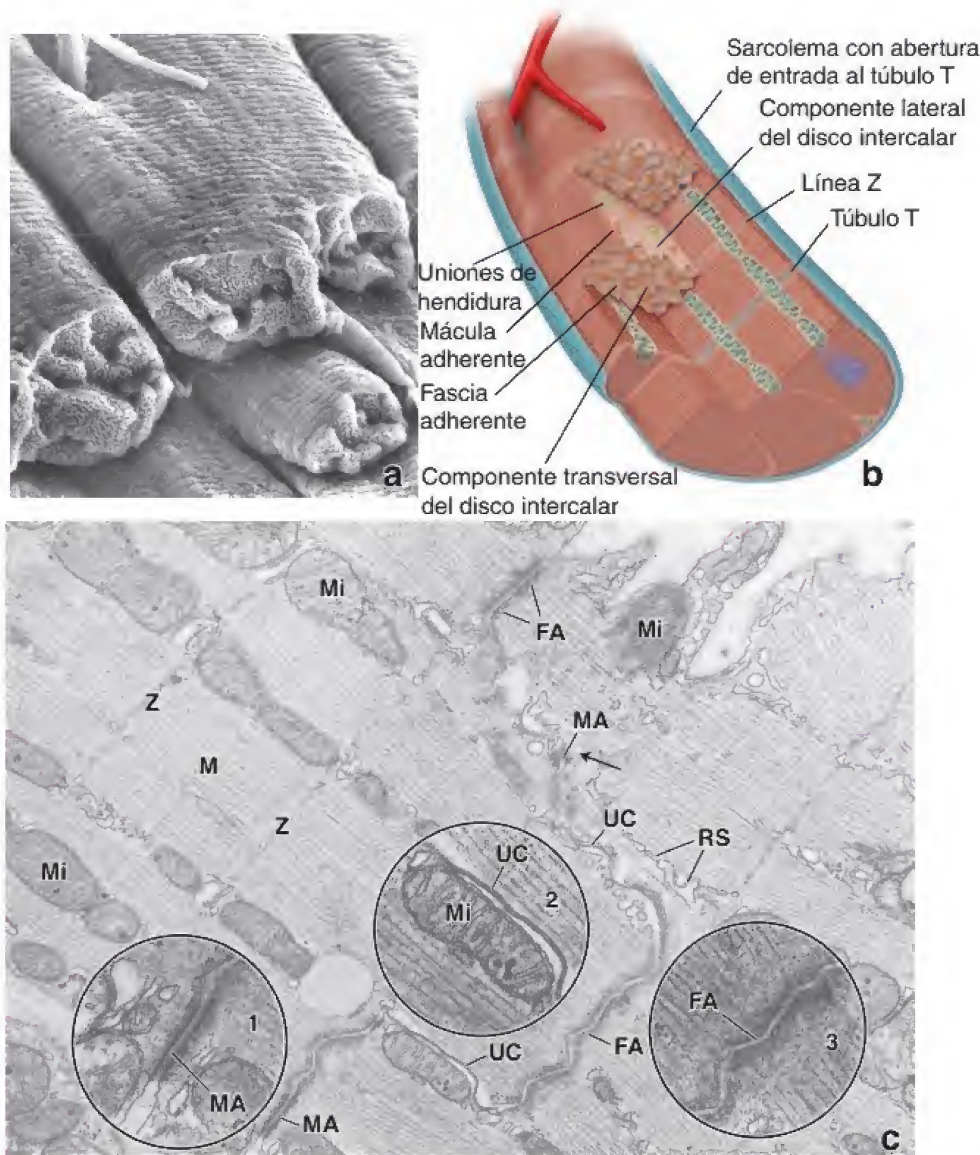 Sarcolema con abertura
de entrada al túbulo T
Componente lateral
del disco intercalar
Línea Z
Túbulo T
Uniones de
hendidura
Mácula
adherente
Fascia
adherente
Componente transversal
del disco intercalar
a
b
Mi
FA
Mi
Z
MA
M
UC
Z
RS
UC
Mi
2
Mi
FA
1
3
UC
FA
MA
MA
c